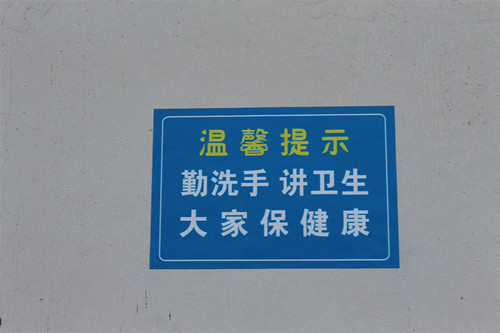 温馨提示
勤洗手 讲卫生
大家保健康